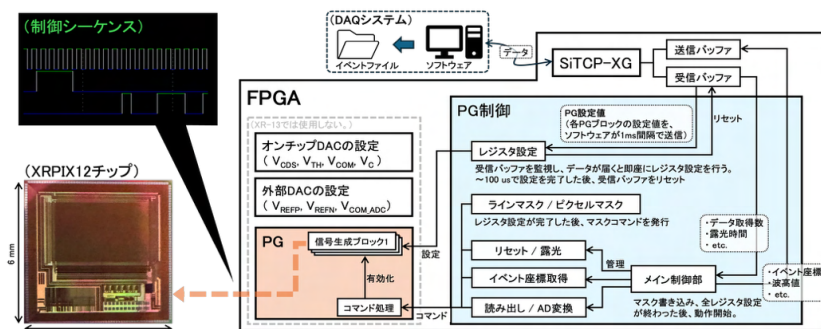 (制御シーケンス)
(DAQシステム)
イベントファイル
ソフトウェア
データ
SiTCP-XG
送信バッファ
受信バッファ
FPGA
PG制御
(XR-13では使用しない。)
オンチップDACの設定
( VCDS, VTH, VCOM, VC )
外部DACの設定
( VREFP, VREFN, VCOM_ADC )
PG設定値
(各PGブロックの設定値を、
ソフトウェアが1ms間隔で送信)
リセット
レジスタ設定
受信バッファを監視し、データが届くと即座にレジスタ設定を行う。
~100 usで設定を完了した後、受信バッファをリセット
(XRPIX12チップ)
6 mm
PG
信号生成ブロック1
有効化
コマンド処理
設定
コマンド
ラインマスク / ピクセルマスク
レジスタ設定が完了した後、マスクコマンドを発行
リセット / 露光
イベント座標取得
読み出し / AD変換
管理
メイン制御部
マスク書き込み、全レジスタ設定
が終わった後、動作開始。
・データ取得数
・露光時間
・ etc.
・イベント座標
・波高値
・ etc.